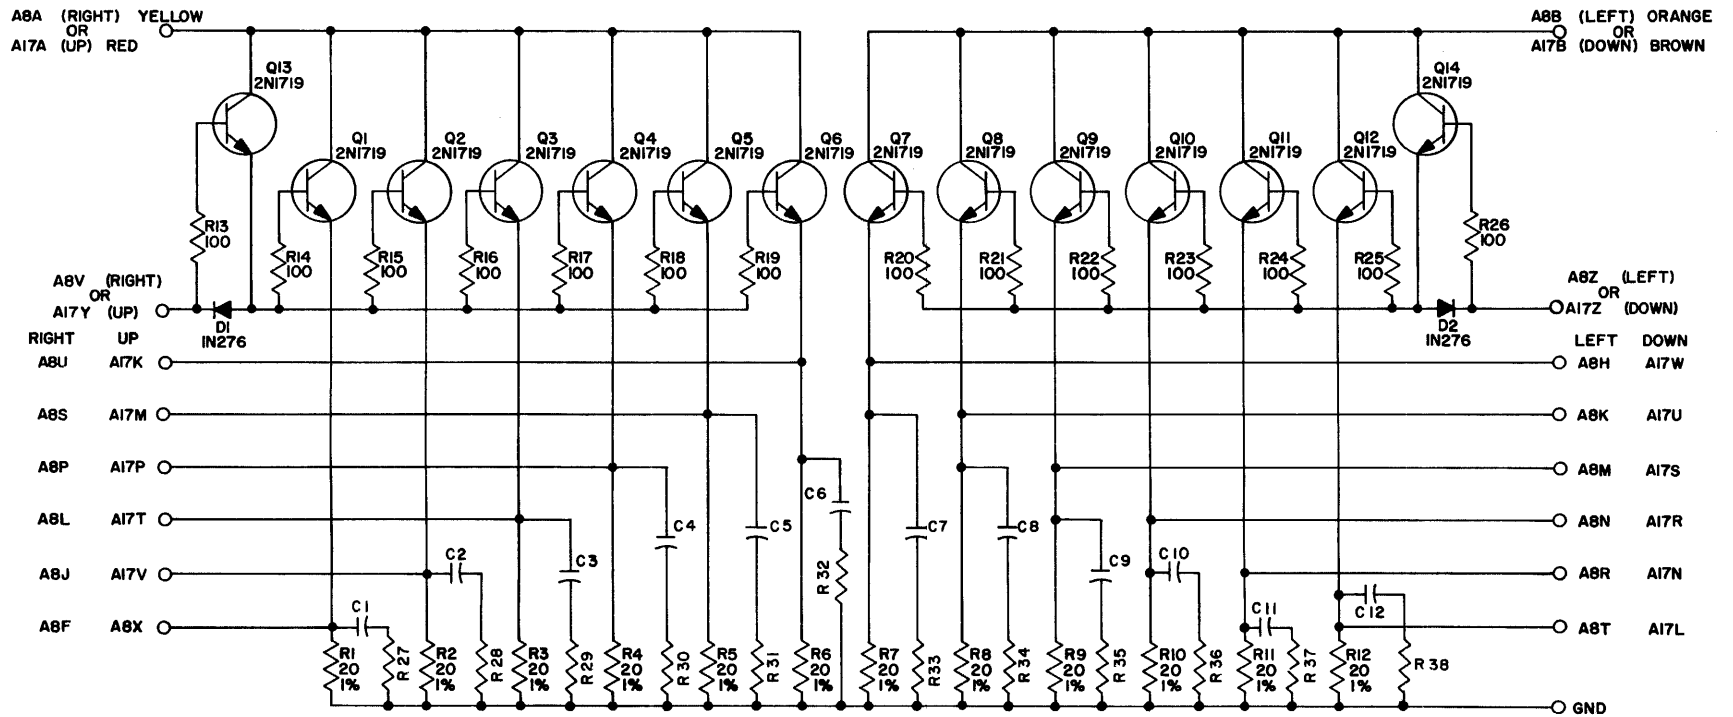 A8A (RIGHT) YELLOW
OR
A17A (UP) RED
A8B (LEFT) ORANGE
OR
A17B (DOWN) BROWN
Q13
2N1719
Q14
2N1719
Q1
2N1719
Q2
2N1719
Q3
2N1719
Q4
2N1719
Q5
2N1719
Q6
2N1719
Q7
2N1719
Q8
2N1719
Q9
2N1719
Q10
2N1719
Q11
2N1719
Q12
2N1719
R13
100
R14
100
R15
100
R16
100
R17
100
R18
100
R19
100
R20
100
R21
100
R22
100
R23
100
R24
100
R25
100
R26
100
A8V (RIGHT)
OR
A17Y (UP)
D1
1N276
A8Z (LEFT)
OR
A17Z (DOWN)
D2
1N276
RIGHT UP
LEFT DOWN
A8U A17K
A8H A17W
A8S A17M
A8K A17U
A8P A17P
A8M A17S
A8L A17T
A8N A17R
A8J A17V
A8R A17N
A8F A8X
A8T A17L
C1
C2
C3
C4
C5
C6
C7
C8
C9
C10
C11
C12
R1
20
1%
R27
R2
20
1%
R28
R3
20
1%
R29
R4
20
1%
R30
R5
20
1%
R31
R6
20
1%
R32
R7
20
1%
R33
R8
20
1%
R34
R9
20
1%
R35
R10
20
1%
R36
R11
20
1%
R37
R12
20
1%
R38
GND